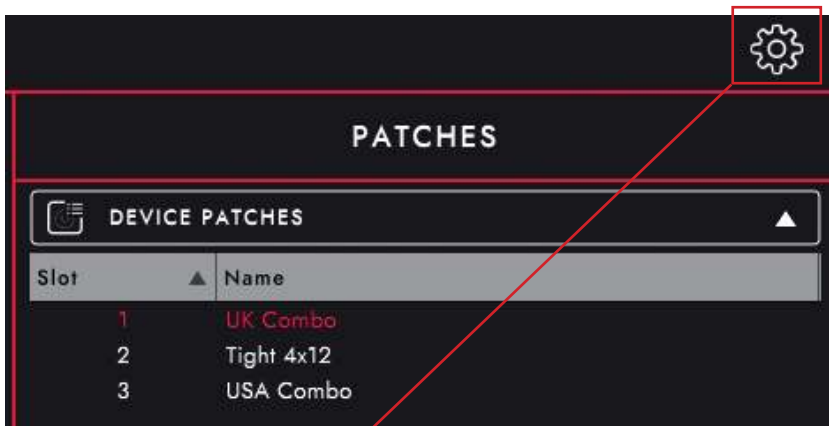 PATCHES
DEVICE PATCHES
Slot Name
1 UK Combo
2 Tight 4x12
3 USA Combo